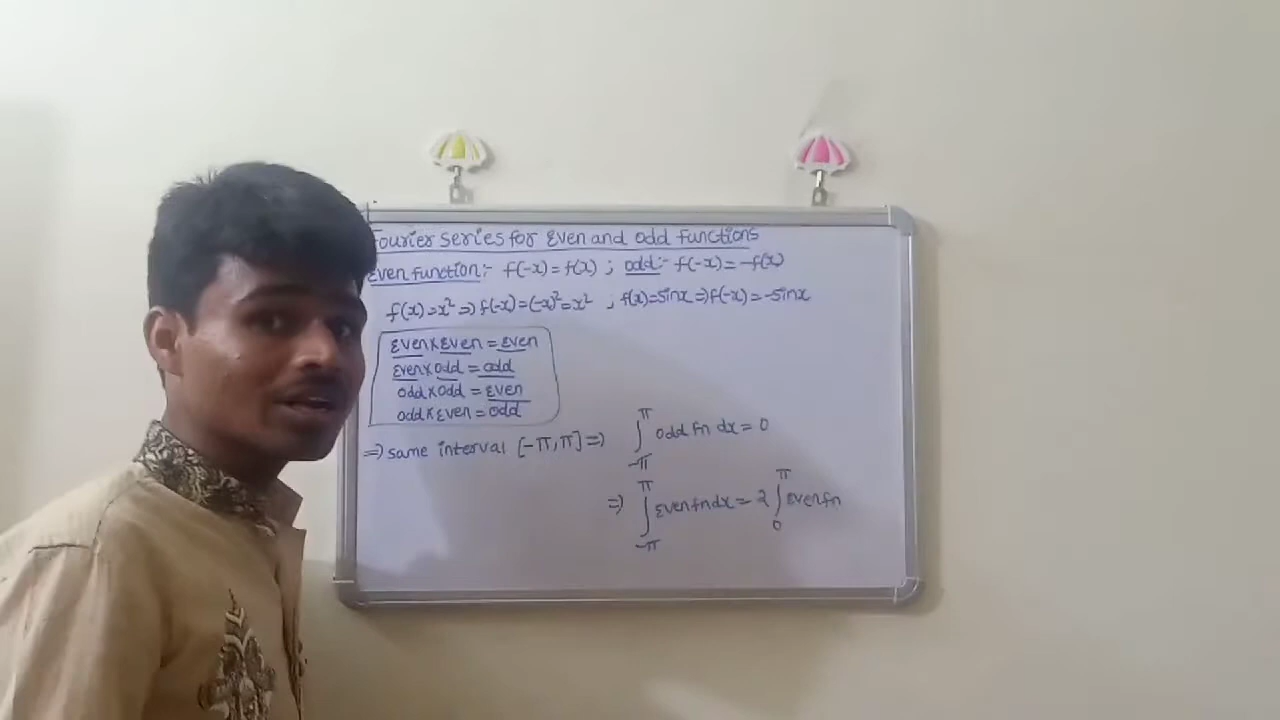 Fourier series for Even and odd Functions
Even function:- f(-x) = f(x) ; odd:- f(-x) = -f(x)
f(x) = x² => f(-x) = (-x)² = x² , f(x) = sinx => f(-x) = -sinx
Even x Even = Even
Even x odd = odd
odd x odd = Even
odd x Even = odd
=> same interval [-π, π] => ∫_{-π}^{π} odd fn dx = 0
=> ∫_{-π}^{π} Even fn dx = 2 ∫_{0}^{π} Even fn